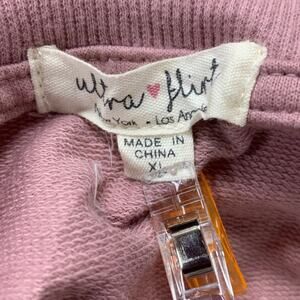 ultra flirt
New York • Los Angeles
MADE IN
CHINA
XL